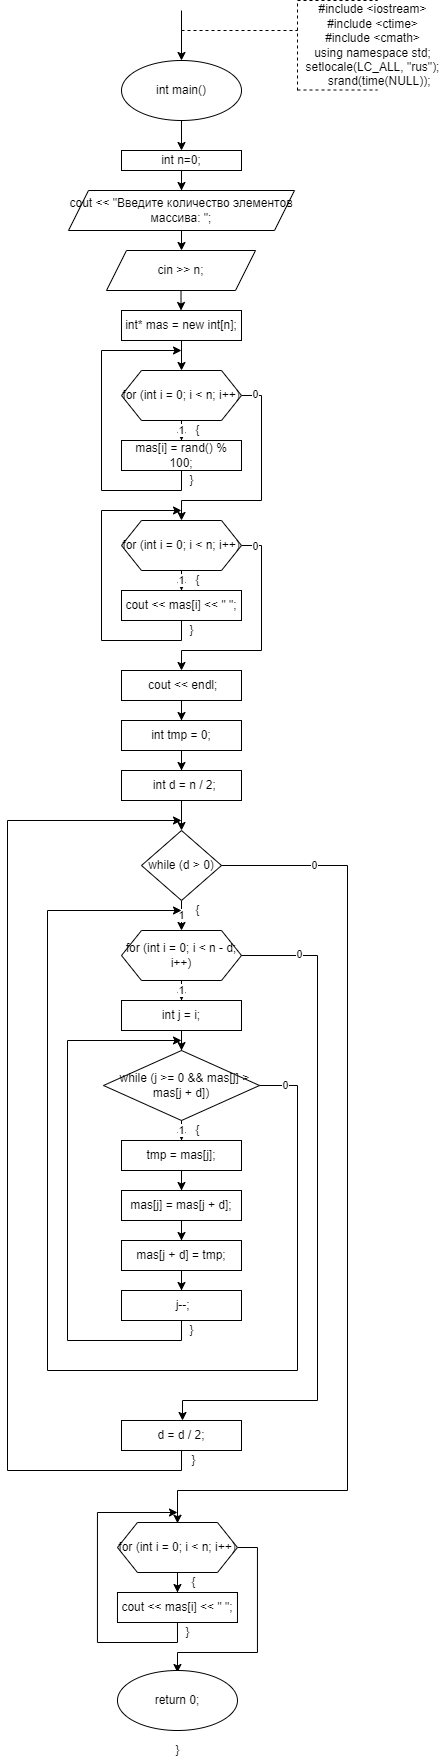 #include <iostream>
#include <ctime>
#include <cmath>
using namespace std;
setlocale(LC_ALL, "rus");
srand(time(NULL));
int main()
int n=0;
cout << "Введите количество элементов
массива: ";
cin >> n;
int* mas = new int[n];
for (int i = 0; i < n; i++)
0
1
{
mas[i] = rand() %
100;
}
for (int i = 0; i < n; i++)
0
1
{
cout << mas[i] << " ";
}
cout << endl;
int tmp = 0;
int d = n / 2;
while (d > 0)
0
1
{
for (int i = 0; i < n - d;
i++)
0
1
int j = i;
while (j >= 0 && mas[j] >
mas[j + d])
0
1
{
tmp = mas[j];
mas[j] = mas[j + d];
mas[j + d] = tmp;
j--;
}
d = d / 2;
}
for (int i = 0; i < n; i++)
{
cout << mas[i] << " ";
}
return 0;
}